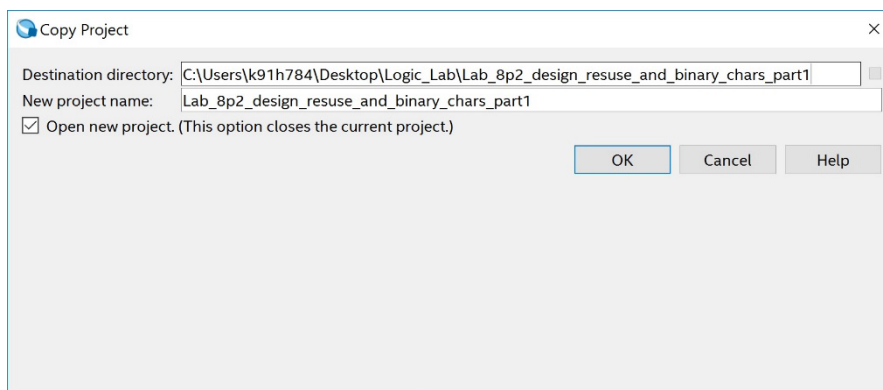 Copy Project
Destination directory: C:\Users\k91h784\Desktop\Logic_Lab\Lab_8p2_design_resuse_and_binary_chars_part1
New project name: Lab_8p2_design_resuse_and_binary_chars_part1
Open new project. (This option closes the current project.)
OK Cancel Help